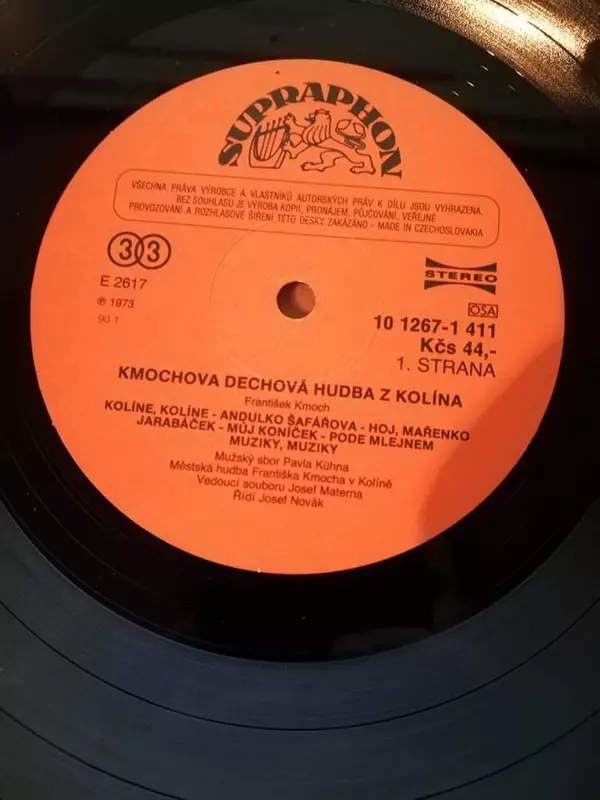 SUPRAPHON
VŠECHNA PRÁVA VÝROBCE A VLASTNÍKŮ AUTORSKÝCH PRÁV K DÍLU JSOU VYHRAZENA.
BEZ SOUHLASU JE VÝROBA KOPIÍ, PRONÁJEM, PŮJČOVÁNÍ, VEŘEJNÉ
PROVOZOVÁNÍ A ROZHLASOVÉ ŠÍŘENÍ TÉTO DESKY ZAKÁZÁNO - MADE IN CZECHOSLOVAKIA
33
STEREO
E 2617
℗ 1973
90 1
OSA
10 1267-1 411
Kčs 44,-
1. STRANA
KMOCHOVA DECHOVÁ HUDBA Z KOLÍNA
František Kmoch
KOLÍNE, KOLÍNE - ANDULKO ŠAFÁŘOVA - HOJ, MAŘENKO
JARABÁČEK - MŮJ KONÍČEK - PODE MLEJNEM
MUZIKY, MUZIKY
Mužský sbor Pavla Kühna
Městská hudba Františka Kmocha v Kolíně
Vedoucí souboru Josef Materna
Řídí Josef Novák